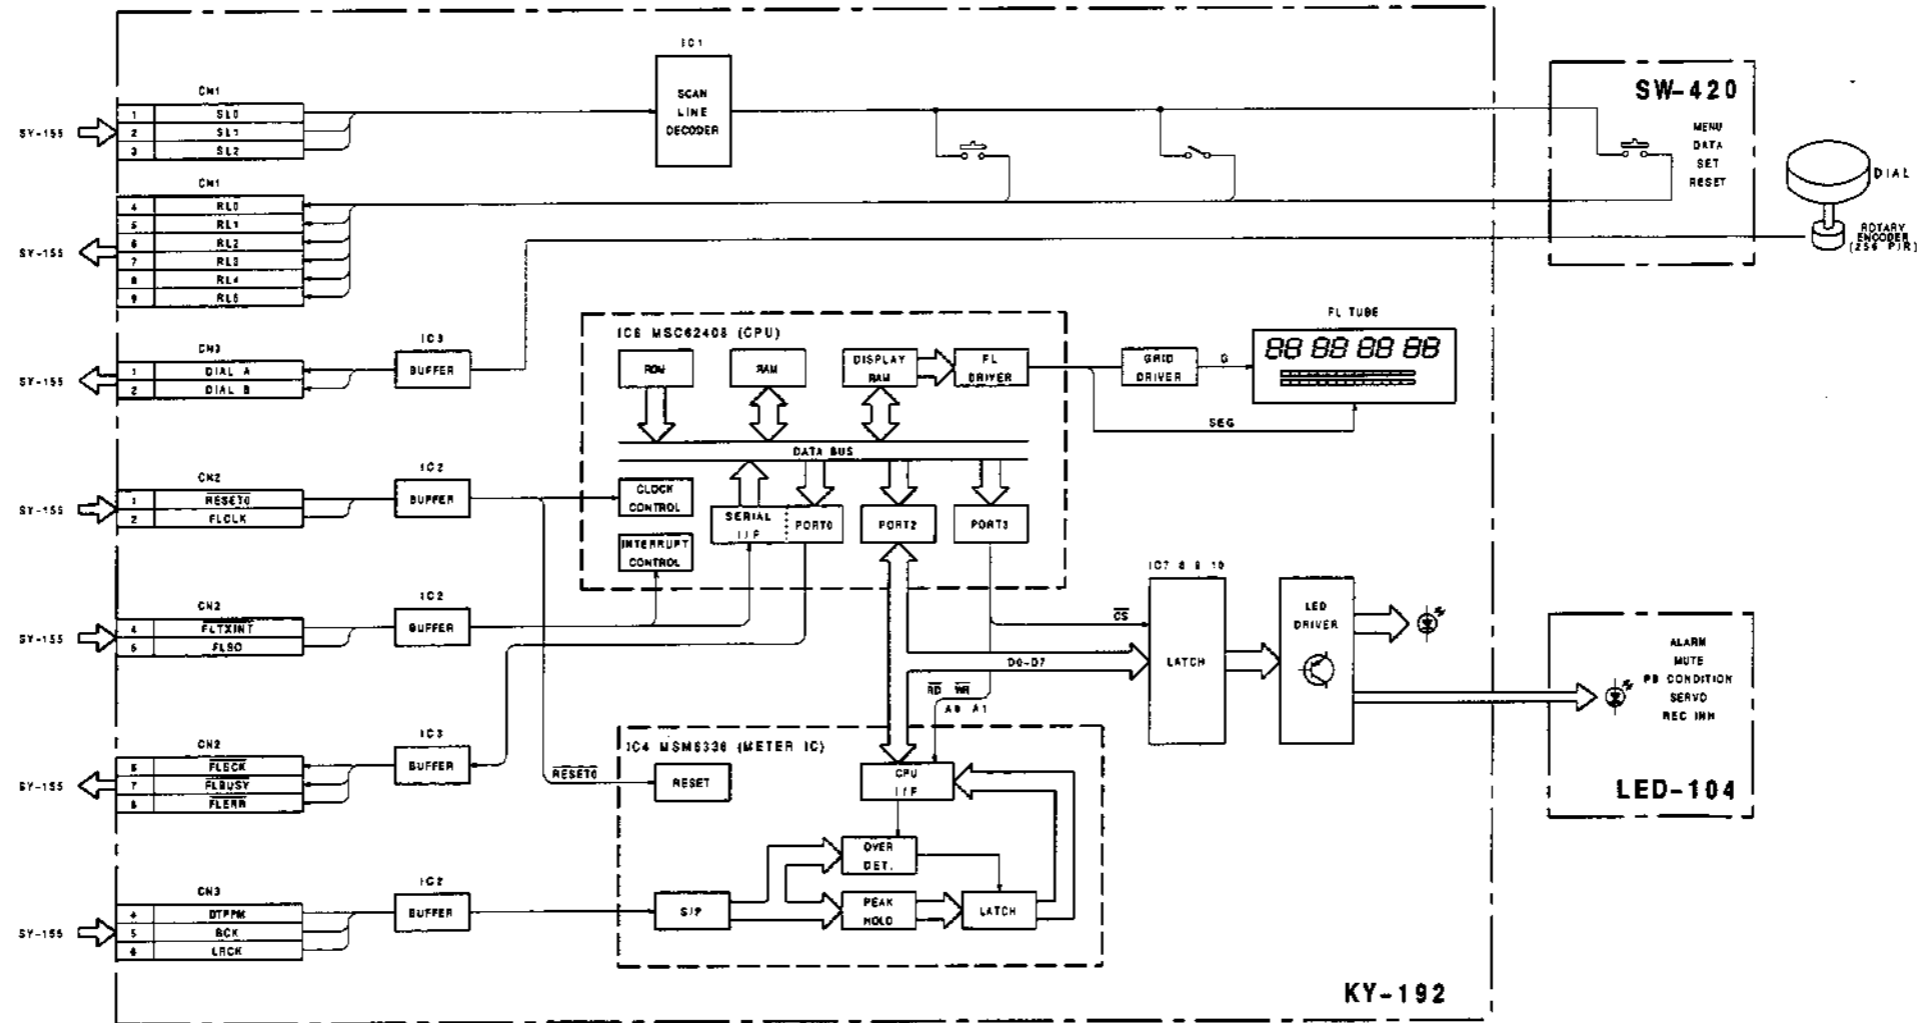 IC1
SCAN
LINE
DECODER
CN1
1 SL0
2 SL1
3 SL2
SY-155
CN1
4 RL0
5 RL1
6 RL2
7 RL3
8 RL4
9 RL5
SY-155
SW-420
MENU
DATA
SET
RESET
DIAL
ROTARY
ENCODER
(256 P/R)
CN3
1 DIAL A
2 DIAL B
SY-155
IC3
BUFFER
IC6 MSC62408 (CPU)
ROM
RAM
DISPLAY
RAM
FL
DRIVER
GRID
DRIVER
G
FL TUBE
88 88 88 88
SEG
DATA BUS
CN2
1 RESET0
2 FLCLK
SY-155
IC2
BUFFER
CLOCK
CONTROL
INTERRUPT
CONTROL
SERIAL
I/F
PORT0
PORT2
PORT3
CN2
4 FLTXINT
5 FLSO
SY-155
IC2
BUFFER
IC7 8 9 10
LATCH
CS
D0-D7
RD WR
A0 A1
LED
DRIVER
ALARM
MUTE
PB CONDITION
SERVO
REC INH
LED-104
CN2
6 FLSCK
7 FLBUSY
8 FLERR
SY-155
IC3
BUFFER
IC4 MSM6336 (METER IC)
RESET0
RESET
CPU
I/F
OVER
DET.
PEAK
HOLD
LATCH
S/P
CN3
4 DTPPM
5 BCK
6 LRCK
SY-155
IC2
BUFFER
KY-192